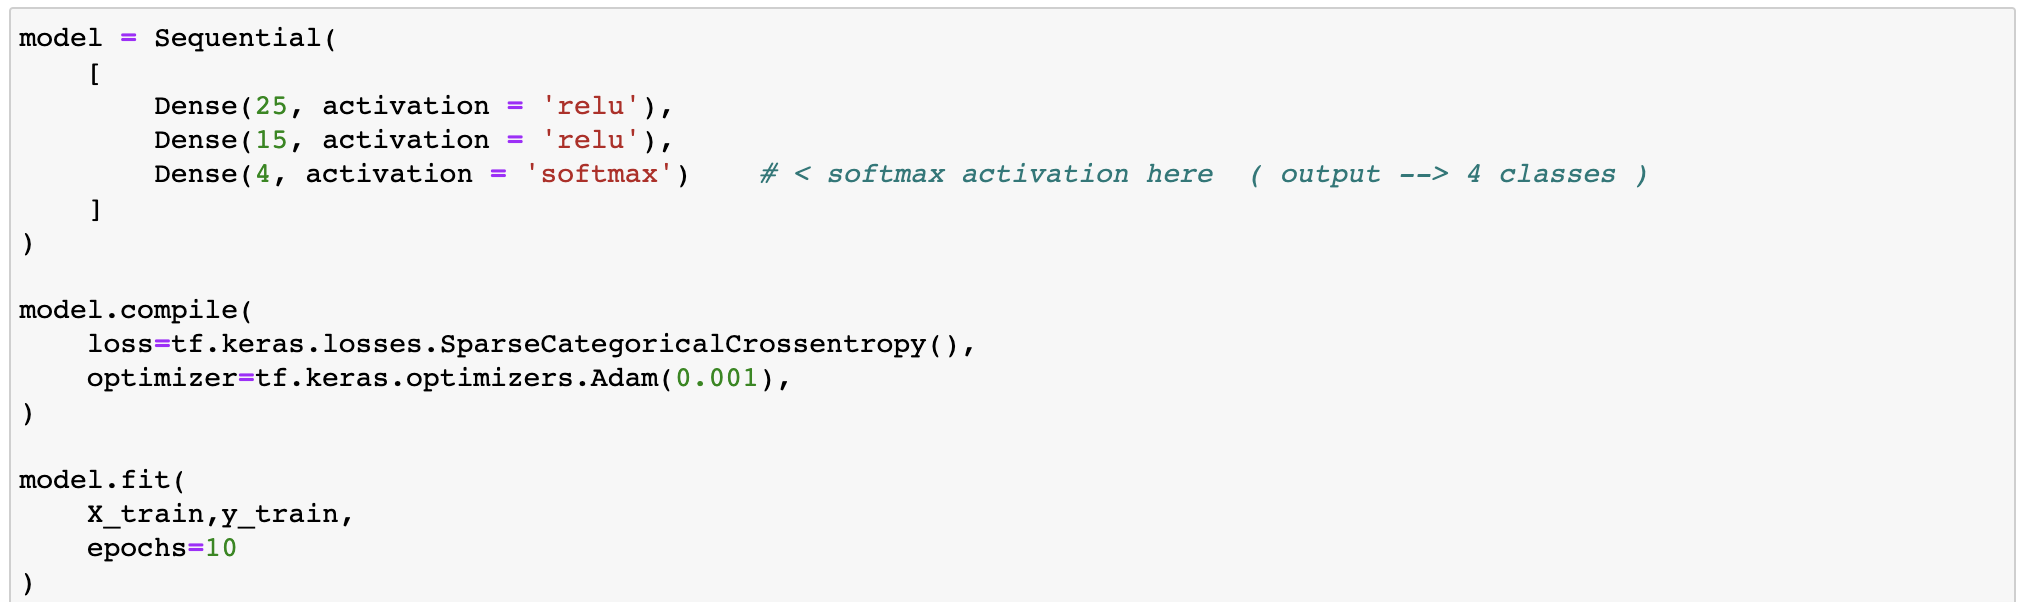 model = Sequential(
    [
        Dense(25, activation = 'relu'),
        Dense(15, activation = 'relu'),
        Dense(4, activation = 'softmax')    # < softmax activation here  ( output --> 4 classes )
    ]
)

model.compile(
    loss=tf.keras.losses.SparseCategoricalCrossentropy(),
    optimizer=tf.keras.optimizers.Adam(0.001),
)

model.fit(
    X_train,y_train,
    epochs=10
)